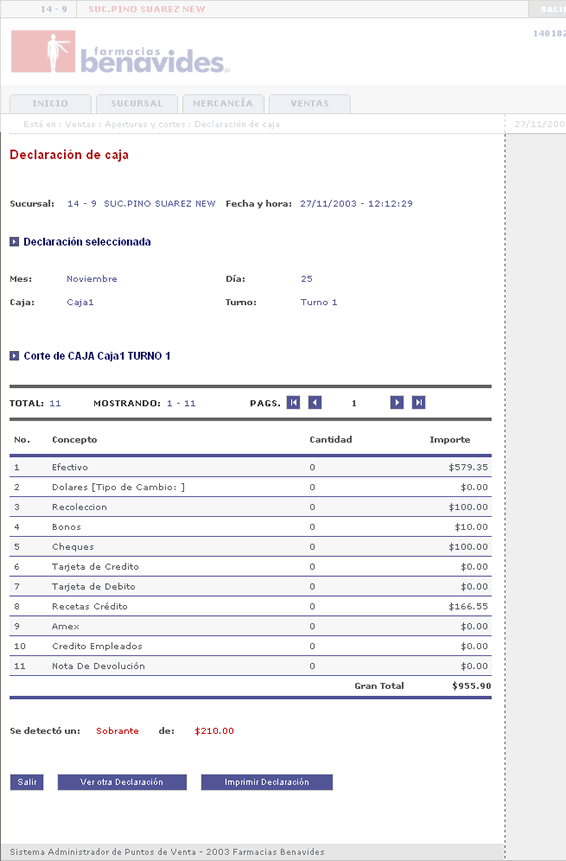 14 - 9 SUC.PINO SUAREZ NEW
farmacias
benavides
INICIO SUCURSAL MERCANCÍA VENTAS
Está en : Ventas : Aperturas y cortes : Declaración de caja
Declaración de caja
Sucursal: 14 - 9 SUC.PINO SUAREZ NEW Fecha y hora: 27/11/2003 - 12:12:29
Declaración seleccionada
Mes: Noviembre Día: 25
Caja: Caja1 Turno: Turno 1
Corte de CAJA Caja1 TURNO 1
TOTAL: 11 MOSTRANDO: 1 - 11 PAGS. 1
No. Concepto Cantidad Importe
1 Efectivo 0 $579.35
2 Dolares [Tipo de Cambio: ] 0 $0.00
3 Recoleccion 0 $100.00
4 Bonos 0 $10.00
5 Cheques 0 $100.00
6 Tarjeta de Credito 0 $0.00
7 Tarjeta de Debito 0 $0.00
8 Recetas Crédito 0 $166.55
9 Amex 0 $0.00
10 Credito Empleados 0 $0.00
11 Nota De Devolución 0 $0.00
Gran Total $955.90
Se detectó un: Sobrante de: $210.00
Salir Ver otra Declaración Imprimir Declaración
Sistema Administrador de Puntos de Venta - 2003 Farmacias Benavides